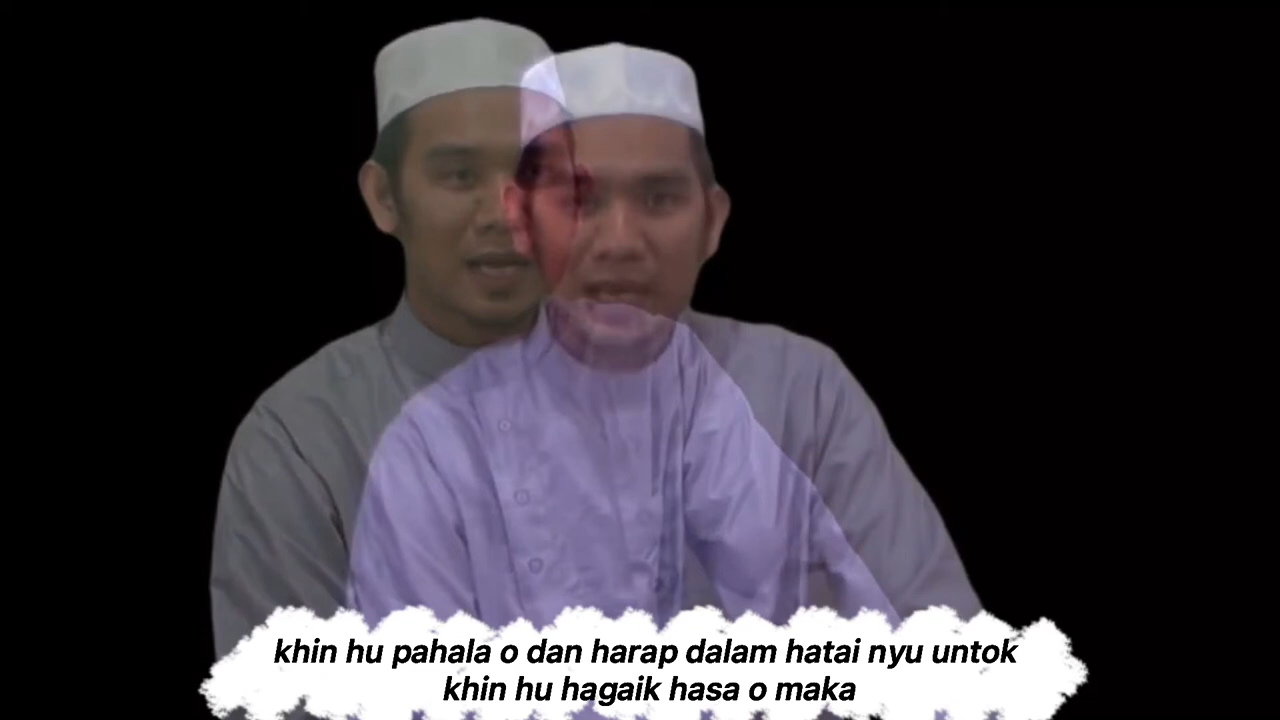 khin hu pahala o dan harap dalam hatai nyu untok
khin hu hagaik hasa o maka